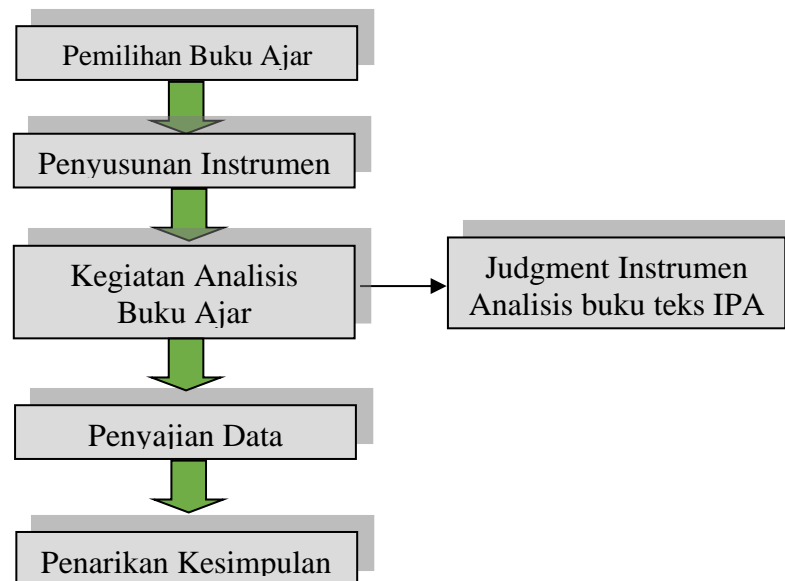 Pemilihan Buku Ajar
Penyusunan Instrumen
Kegiatan Analisis
Buku Ajar
Judgment Instrumen
Analisis buku teks IPA
Penyajian Data
Penarikan Kesimpulan